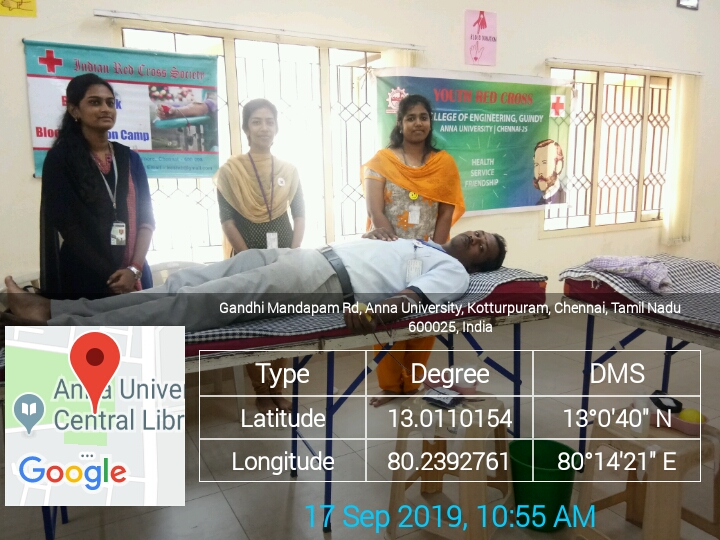 Indian Red Cross Society
Camp
YOUTH RED CROSS
COLLEGE OF ENGINEERING, GUINDY
ANNA UNIVERSITY | CHENNAI-25
HEALTH
SERVICE
FRIENDSHIP
Gandhi Mandapam Rd, Anna University, Kotturpuram, Chennai, Tamil Nadu
600025, India
Anna Univer
Central Libr
Google
Type Degree DMS
Latitude 13.0110154 13°0'40" N
Longitude 80.2392761 80°14'21" E
17 Sep 2019, 10:55 AM